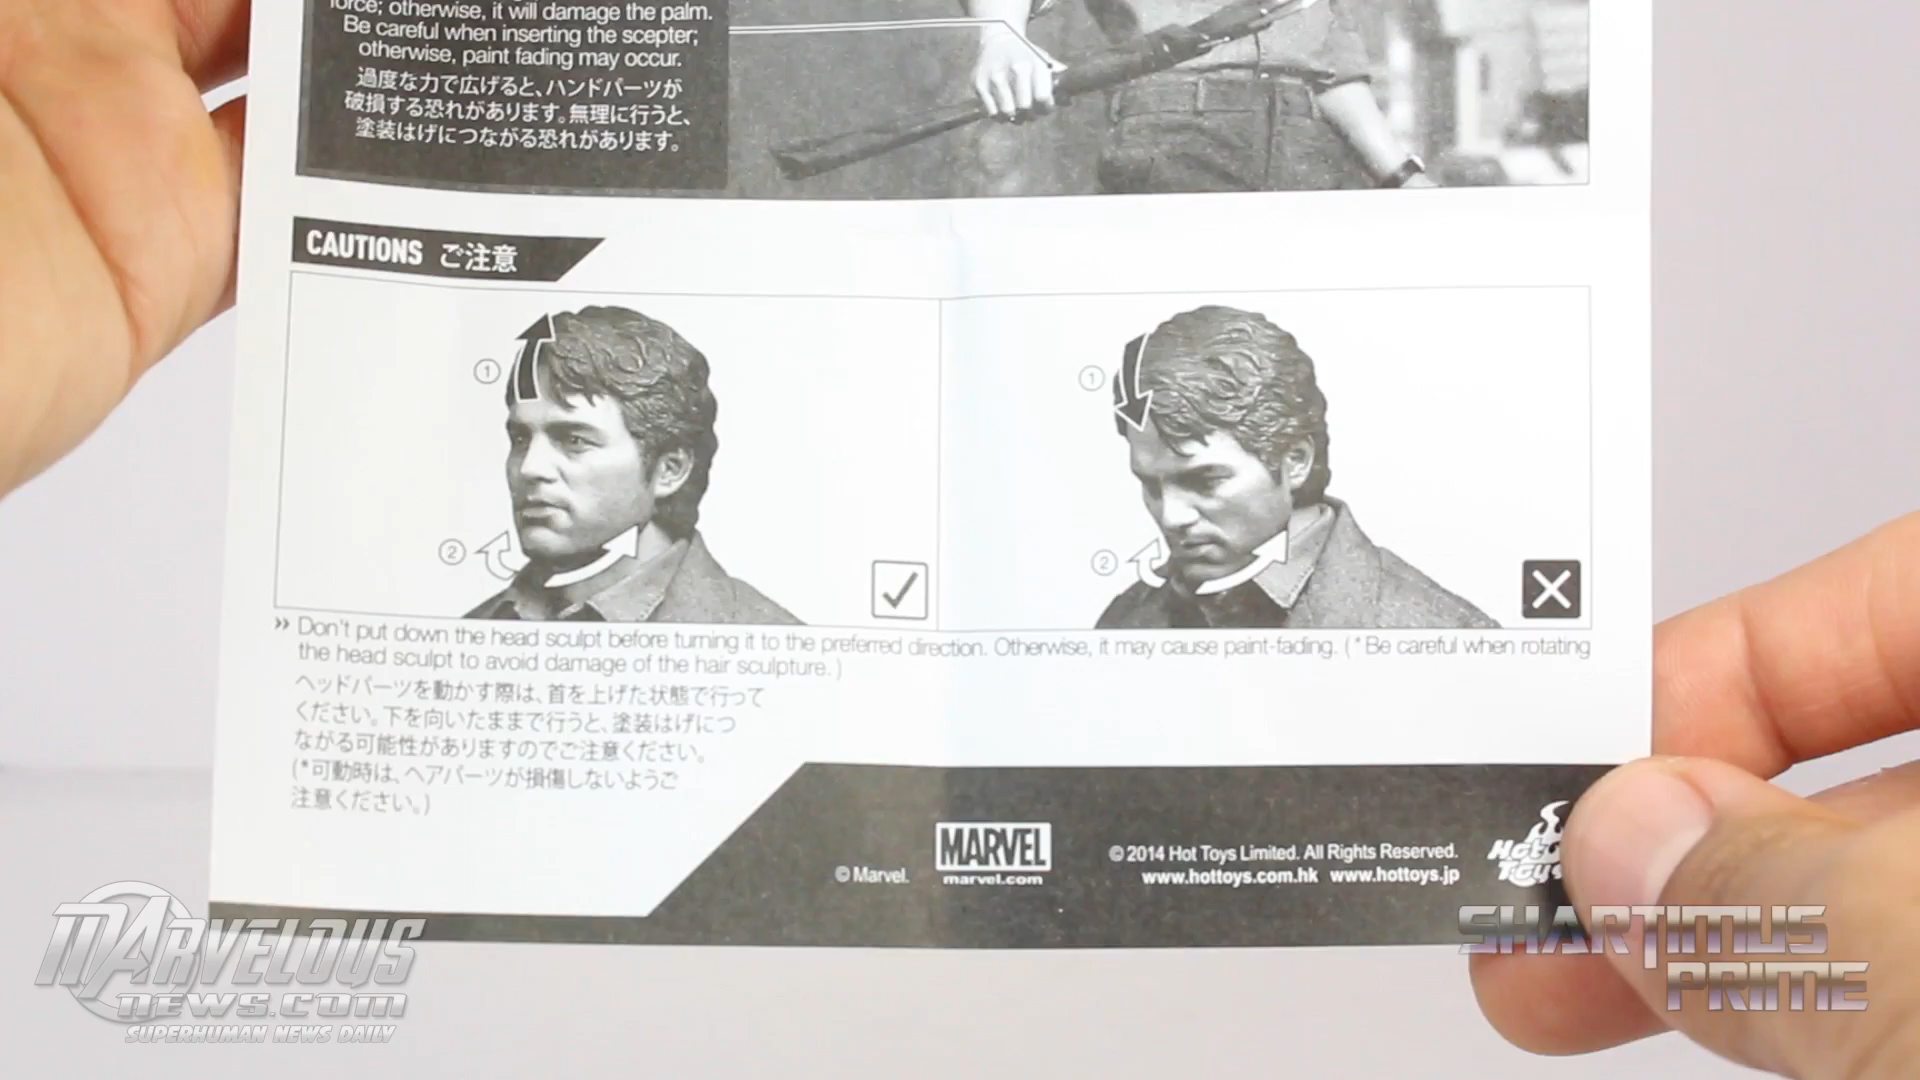 force; otherwise, it will damage the palm.
Be careful when inserting the scepter;
otherwise, paint fading may occur.
過度な力で広げると、ハンドパーツが
破損する恐れがあります。無理に行うと、
塗装はげにつながる恐れがあります。
CAUTIONS ご注意
①
②
①
②
» Don't put down the head sculpt before turning it to the preferred direction. Otherwise, it may cause paint-fading. (*Be careful when rotating
the head sculpt to avoid damage of the hair sculpture.)
ヘッドパーツを動かす際は、首を上げた状態で行って
ください。下を向いたままで行うと、塗装はげにつ
ながる可能性がありますのでご注意ください。
(*可動時は、ヘアパーツが損傷しないようご
注意ください。)
© Marvel.
MARVEL
marvel.com
© 2014 Hot Toys Limited. All Rights Reserved.
www.hottoys.com.hk www.hottoys.jp
Hot
Toys
MARVELOUS
NEWS.COM
SUPERHUMAN NEWS DAILY
SHARTIMUS
PRIME